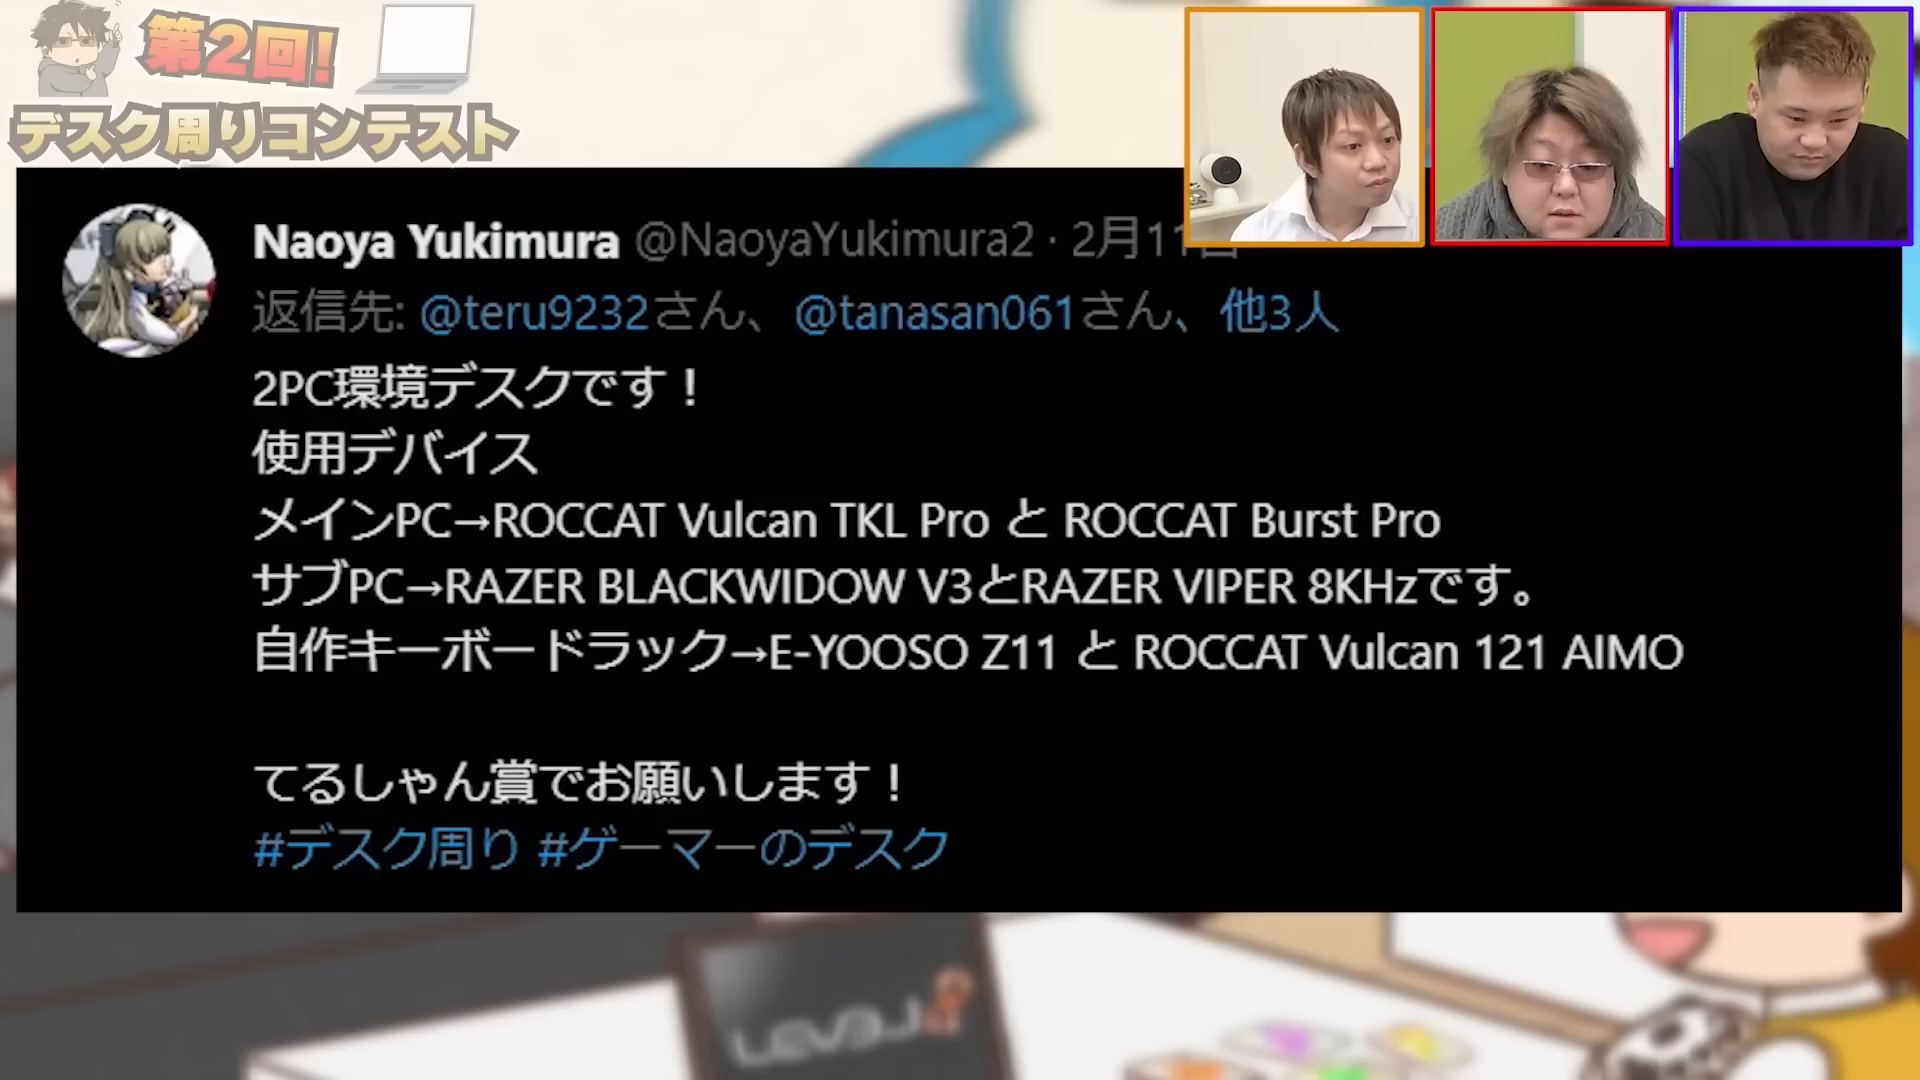 第2回!
デスク周りコンテスト
Naoya Yukimura @NaoyaYukimura2 · 2月11日
返信先: @teru9232さん、 @tanasan061さん、他3人
2PC環境デスクです！
使用デバイス
メインPC→ROCCAT Vulcan TKL Pro と ROCCAT Burst Pro
サブPC→RAZER BLACKWIDOW V3とRAZER VIPER 8KHzです。
自作キーボードラック→E-YOOSO Z11 と ROCCAT Vulcan 121 AIMO
てるしゃん賞でお願いします！
#デスク周り #ゲーマーのデスク